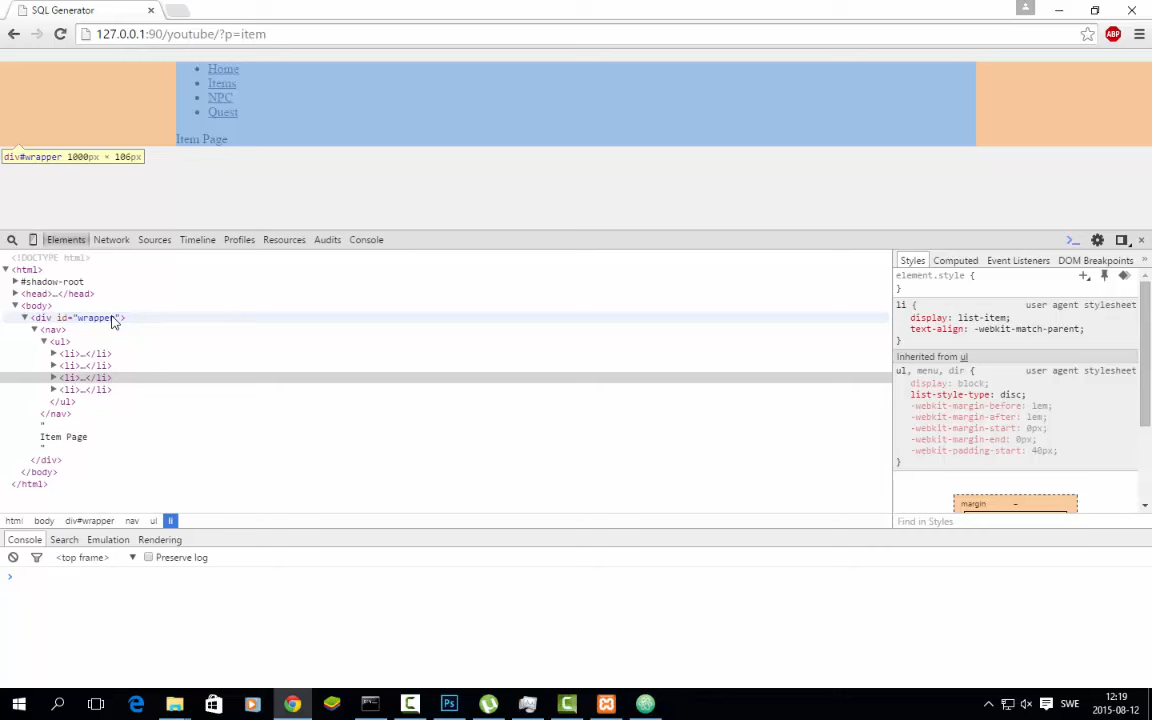 SQL Generator
127.0.0.1:90/youtube/?p=item
ABP
Home
Items
NPC
Quest
Item Page
div#wrapper 1000px × 106px
Elements Network Sources Timeline Profiles Resources Audits Console
<!DOCTYPE html>
<html>
#shadow-root
<head>…</head>
<body>
<div id="wrapper">
<nav>
<ul>
<li>…</li>
<li>…</li>
<li>…</li>
<li>…</li>
</ul>
</nav>
"
Item Page
"
</div>
</body>
</html>
html body div#wrapper nav ul li
Styles Computed Event Listeners DOM Breakpoints »
element.style {
}
li { user agent stylesheet
display: list-item;
text-align: -webkit-match-parent;
}
Inherited from ul
ul, menu, dir { user agent stylesheet
display: block;
list-style-type: disc;
-webkit-margin-before: 1em;
-webkit-margin-after: 1em;
-webkit-margin-start: 0px;
-webkit-margin-end: 0px;
-webkit-padding-start: 40px;
}
margin –
Find in Styles
Console Search Emulation Rendering
<top frame> Preserve log
SWE
12:19
2015-08-12